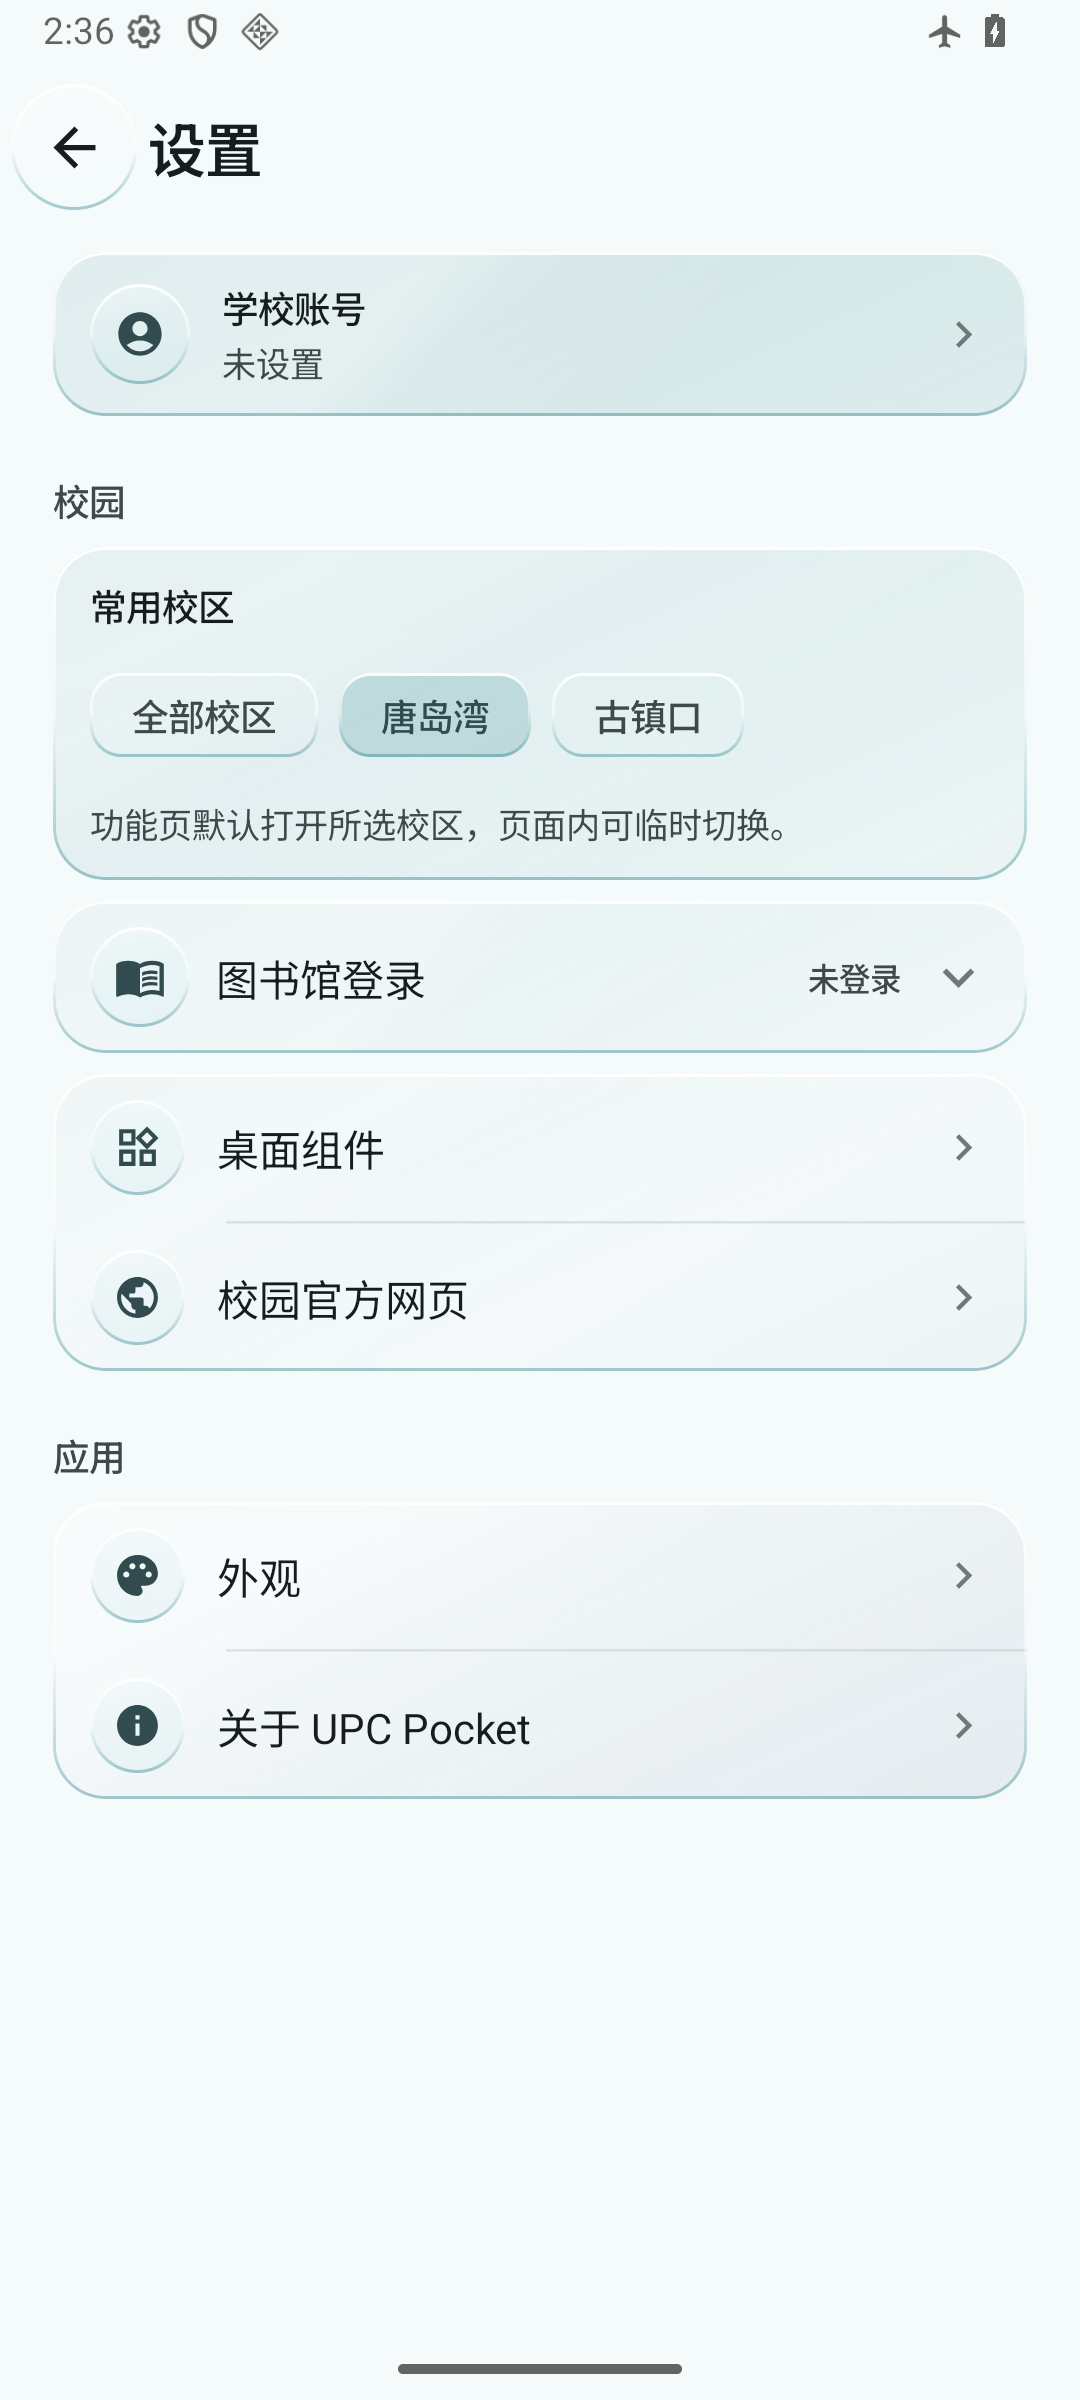 2:36
设置
学校账号
未设置
校园
常用校区
全部校区 唐岛湾 古镇口
功能页默认打开所选校区，页面内可临时切换。
图书馆登录 未登录
桌面组件
校园官方网页
应用
外观
关于 UPC Pocket